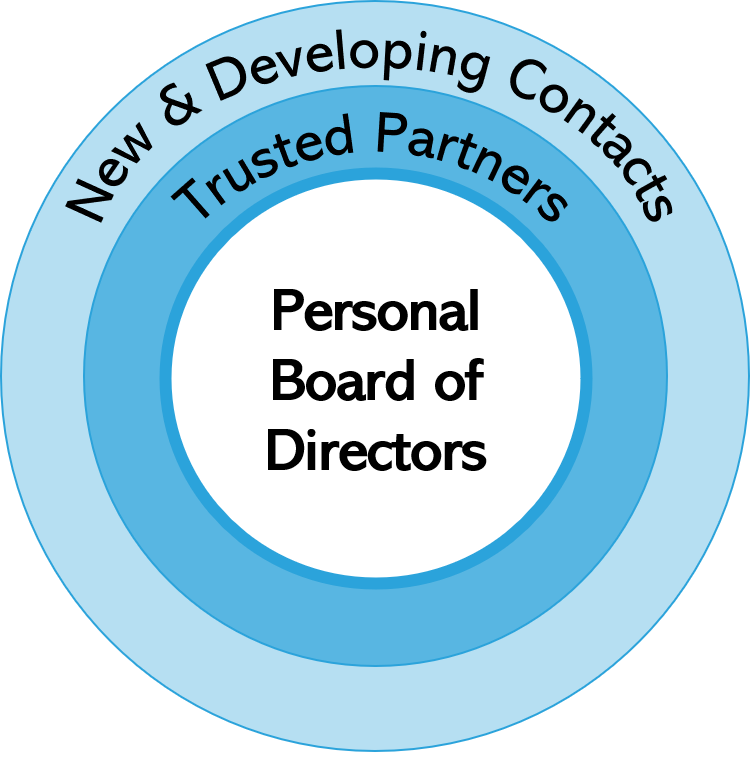 New & Developing Contacts
Trusted Partners
Personal
Board of
Directors